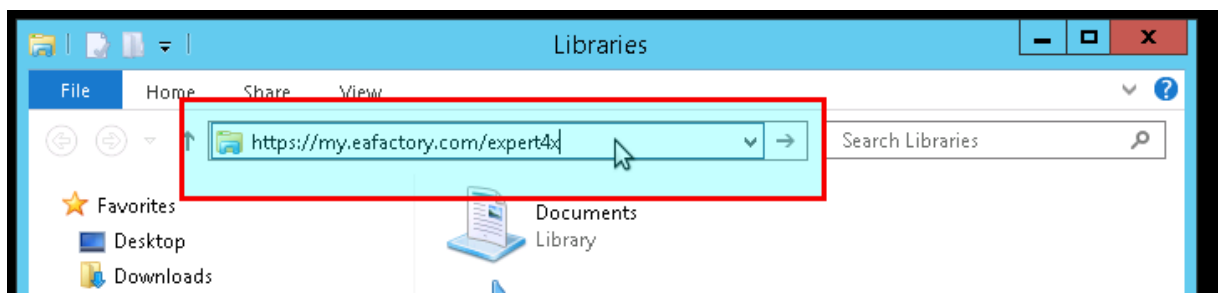 Libraries
File Home Share View
https://my.eafactory.com/expert4x
Search Libraries
Favorites
Desktop
Downloads
Documents
Library